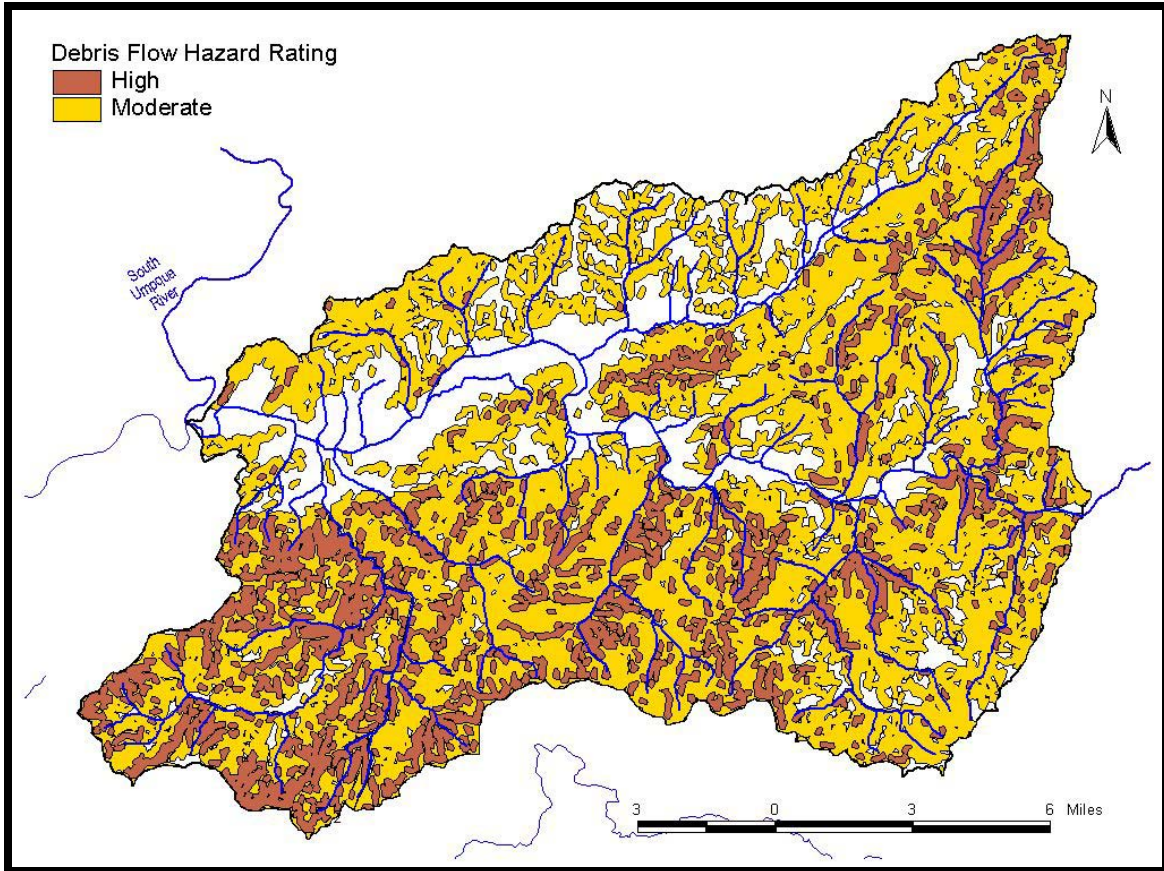 Debris Flow Hazard Rating
High
Moderate
N
South
Umpqua
River
3 0 3 6 Miles